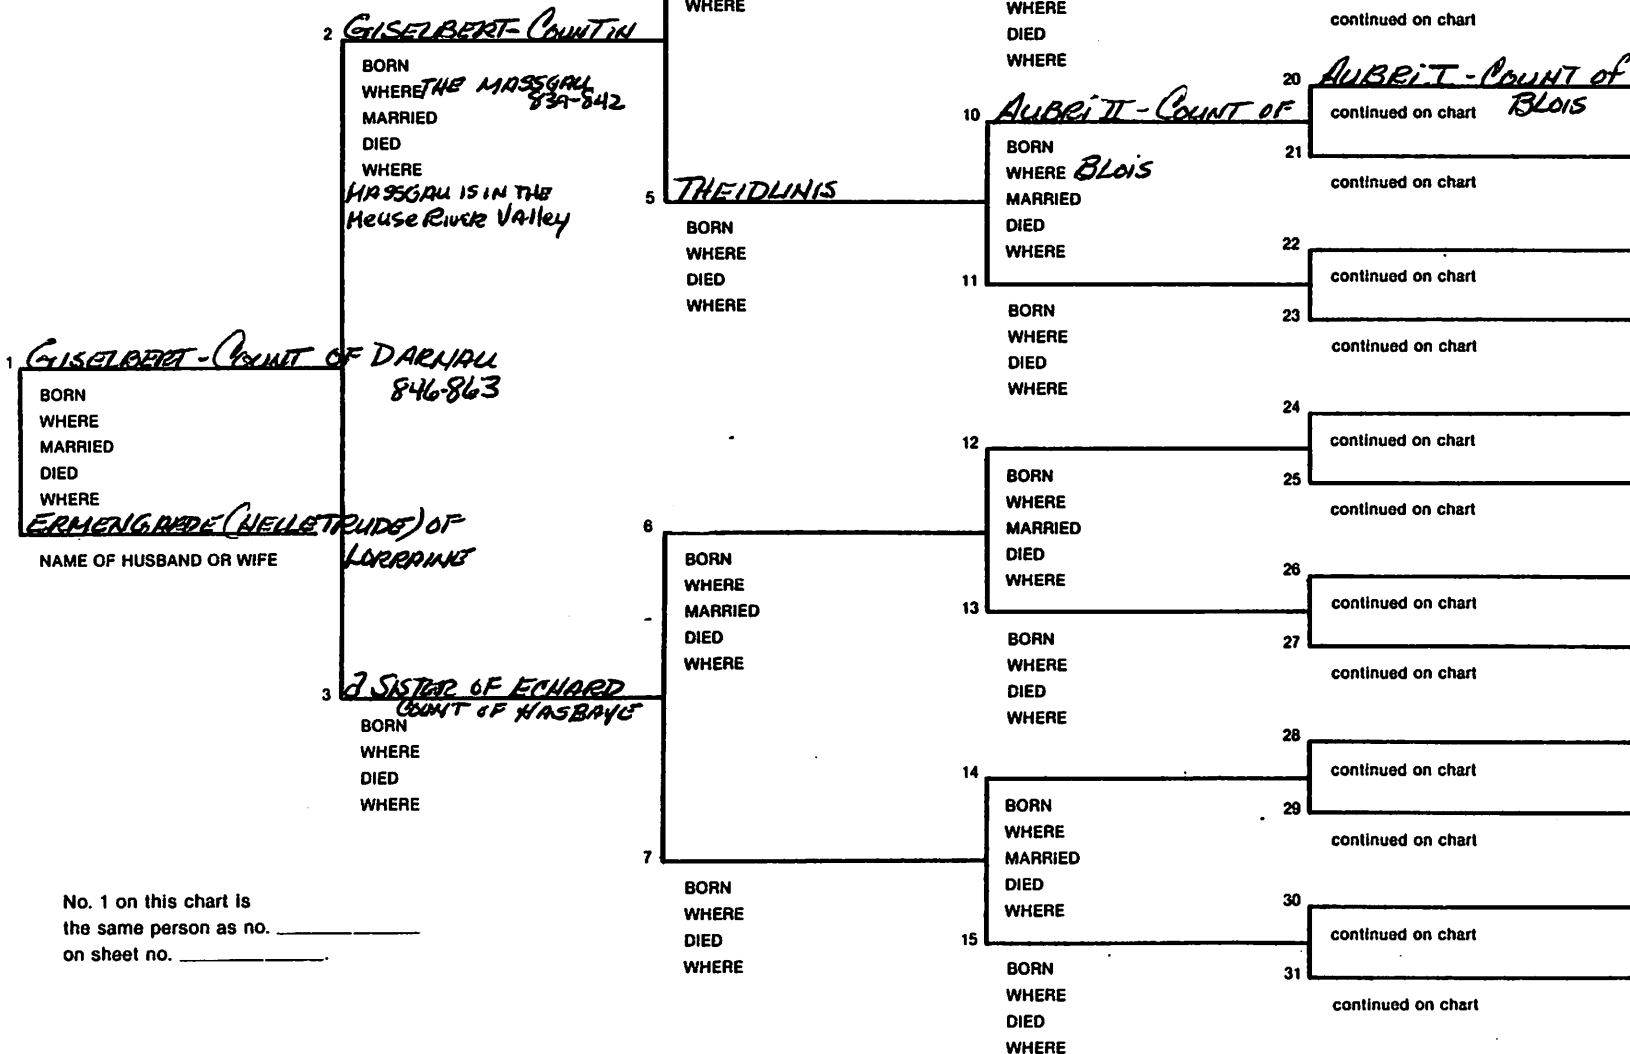 WHERE
WHERE
DIED
WHERE
continued on chart
2 GISELBERT-COUNT IN
BORN
WHERE THE MASSGAU
839-842
MARRIED
DIED
WHERE
MASSGAU IS IN THE
MEUSE RIVER VALLEY
5 THEIDLINIS
BORN
WHERE
DIED
WHERE
10 AUBRI II - COUNT OF
BORN
WHERE BLOIS
MARRIED
DIED
WHERE
11
BORN
WHERE
DIED
WHERE
20 AUBRI I - COUNT OF
continued on chart BLOIS
21
continued on chart
22
continued on chart
23
continued on chart
1 GISELBERT - COUNT OF DARNAU
846-863
BORN
WHERE
MARRIED
DIED
WHERE
ERMENGARDE (HELLETRUDE) OF
LORRAINE
NAME OF HUSBAND OR WIFE
6
BORN
WHERE
MARRIED
DIED
WHERE
12
BORN
WHERE
MARRIED
DIED
WHERE
13
BORN
WHERE
DIED
WHERE
24
continued on chart
25
continued on chart
26
continued on chart
27
continued on chart
3 SISTER OF ECHARD
COUNT OF HASBAYE
BORN
WHERE
DIED
WHERE
7
BORN
WHERE
DIED
WHERE
14
BORN
WHERE
MARRIED
DIED
WHERE
15
BORN
WHERE
DIED
WHERE
28
continued on chart
29
continued on chart
30
continued on chart
31
continued on chart
No. 1 on this chart is
the same person as no.
on sheet no.